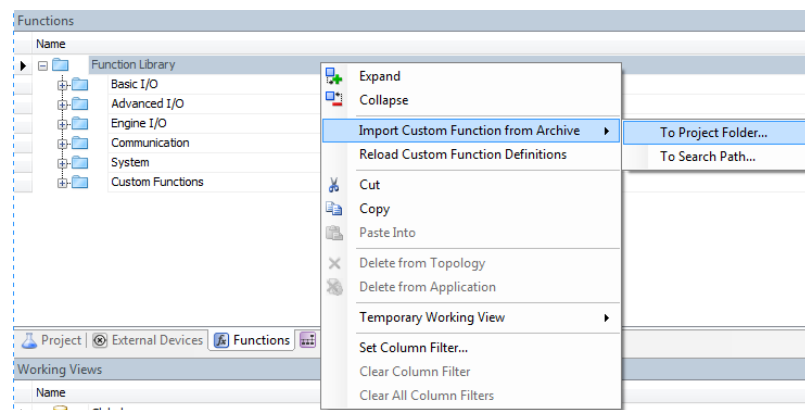 Functions
Name
Function Library
Basic I/O
Advanced I/O
Engine I/O
Communication
System
Custom Functions
Expand
Collapse
Import Custom Function from Archive
To Project Folder...
To Search Path...
Reload Custom Function Definitions
Cut
Copy
Paste Into
Delete from Topology
Delete from Application
Temporary Working View
Set Column Filter...
Clear Column Filter
Clear All Column Filters
Project
External Devices
Functions
Working Views
Name